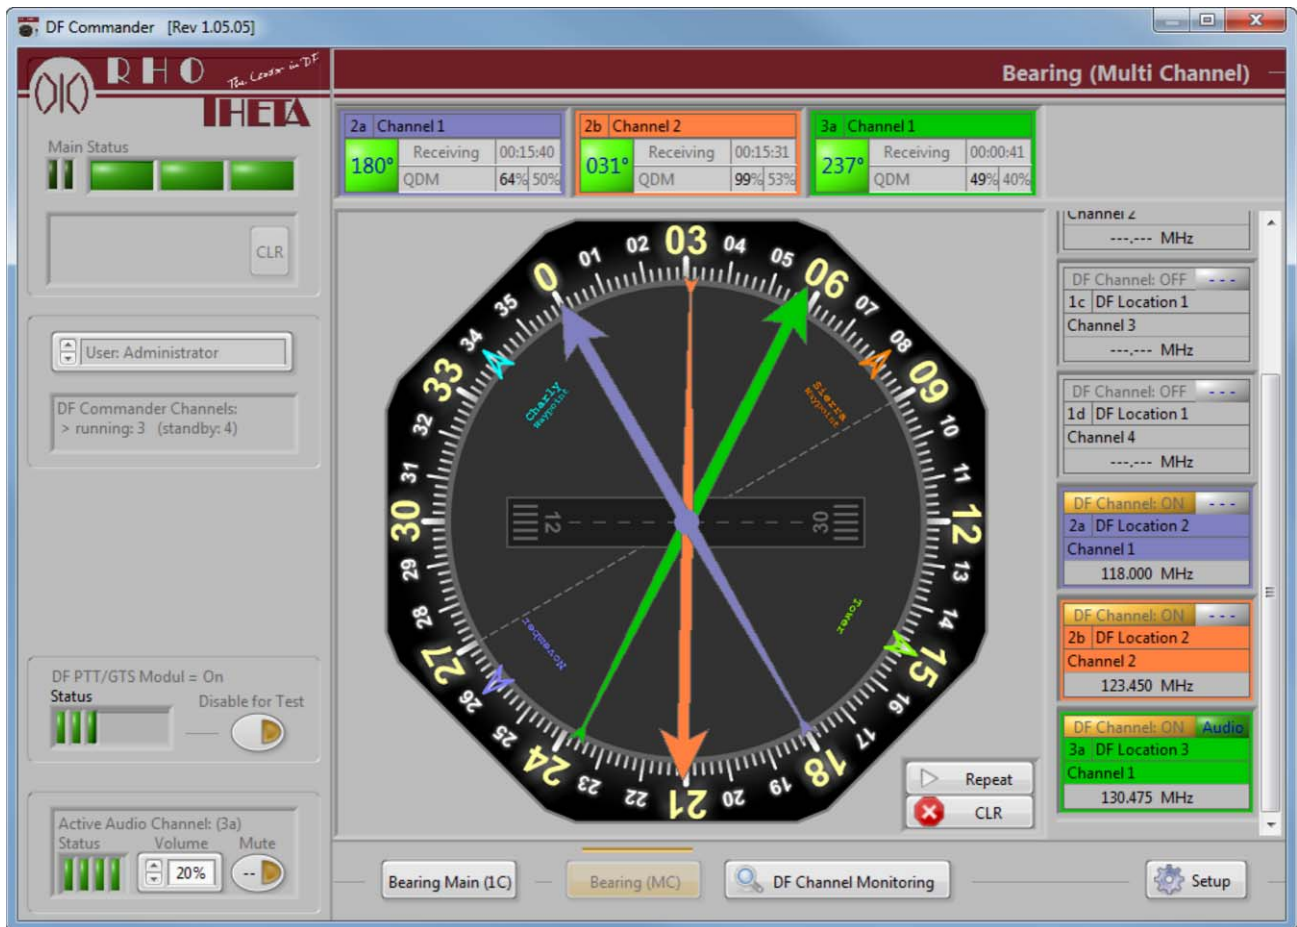 DF Commander [Rev 1.05.05]
RHO
The Leader in DF
THETA
Bearing (Multi Channel)
Main Status
CLR
User: Administrator
DF Commander Channels:
> running: 3 (standby: 4)
DF PTT/GTS Modul = On
Status
Disable for Test
Active Audio Channel: (3a)
Status Volume Mute
20% --
2a Channel 1
180° Receiving 00:15:40
QDM 64% 50%
2b Channel 2
031° Receiving 00:15:31
QDM 99% 53%
3a Channel 1
237° Receiving 00:00:41
QDM 49% 40%
0 01 02 03 04 05 06 07 08 09 10 11 12 13 14 15 16 17 18 19 20 21 22 23 24 25 26 27 28 29 30 31 32 33 34 35
Charly
Waypoint
Sierra
Waypoint
12
30
November
Tower
Repeat
CLR
Channel 2
---.--- MHz
DF Channel: OFF ---
1c DF Location 1
Channel 3
---.--- MHz
DF Channel: OFF ---
1d DF Location 1
Channel 4
---.--- MHz
DF Channel: ON ---
2a DF Location 2
Channel 1
118.000 MHz
DF Channel: ON ---
2b DF Location 2
Channel 2
123.450 MHz
DF Channel: ON Audio
3a DF Location 3
Channel 1
130.475 MHz
Bearing Main (1C)
Bearing (MC)
DF Channel Monitoring
Setup